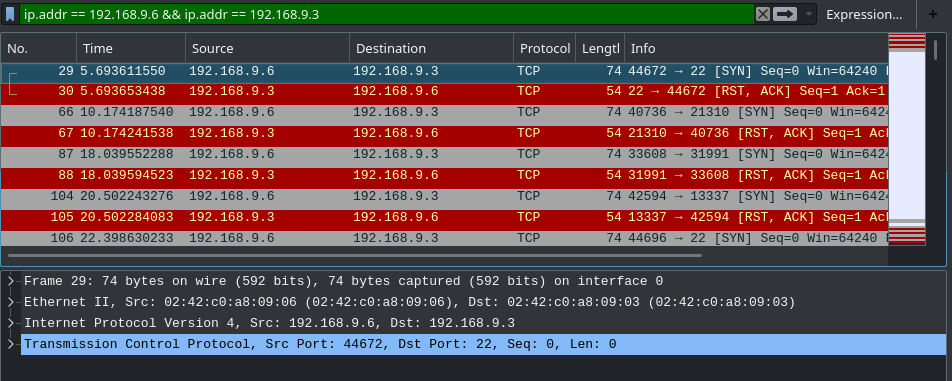 ip.addr == 192.168.9.6 && ip.addr == 192.168.9.3 Expression... +
No. Time Source Destination Protocol Lengtl Info
29 5.693611550 192.168.9.6 192.168.9.3 TCP 74 44672 → 22 [SYN] Seq=0 Win=64240
30 5.693653438 192.168.9.3 192.168.9.6 TCP 54 22 → 44672 [RST, ACK] Seq=1 Ack=1
66 10.174187540 192.168.9.6 192.168.9.3 TCP 74 40736 → 21310 [SYN] Seq=0 Win=6424
67 10.174241538 192.168.9.3 192.168.9.6 TCP 54 21310 → 40736 [RST, ACK] Seq=1 Ac
87 18.039552288 192.168.9.6 192.168.9.3 TCP 74 33608 → 31991 [SYN] Seq=0 Win=6424
88 18.039594523 192.168.9.3 192.168.9.6 TCP 54 31991 → 33608 [RST, ACK] Seq=1 Ac
104 20.502243276 192.168.9.6 192.168.9.3 TCP 74 42594 → 13337 [SYN] Seq=0 Win=6424
105 20.502284083 192.168.9.3 192.168.9.6 TCP 54 13337 → 42594 [RST, ACK] Seq=1 Ac
106 22.398630233 192.168.9.6 192.168.9.3 TCP 74 44696 → 22 [SYN] Seq=0 Win=64240
Frame 29: 74 bytes on wire (592 bits), 74 bytes captured (592 bits) on interface 0
Ethernet II, Src: 02:42:c0:a8:09:06 (02:42:c0:a8:09:06), Dst: 02:42:c0:a8:09:03 (02:42:c0:a8:09:03)
Internet Protocol Version 4, Src: 192.168.9.6, Dst: 192.168.9.3
Transmission Control Protocol, Src Port: 44672, Dst Port: 22, Seq: 0, Len: 0